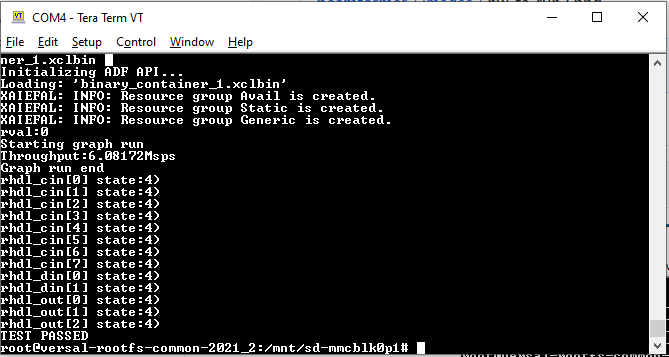 COM4 - Tera Term VT
File Edit Setup Control Window Help
ner_1.xclbin
Initializing ADF API...
Loading: 'binary_container_1.xclbin'
XAIEFAL: INFO: Resource group Avail is created.
XAIEFAL: INFO: Resource group Static is created.
XAIEFAL: INFO: Resource group Generic is created.
rval:0
Starting graph run
Throughput:6.08172Msps
Graph run end
rhdl_cin[0] state:4)
rhdl_cin[1] state:4)
rhdl_cin[2] state:4)
rhdl_cin[3] state:4)
rhdl_cin[4] state:4)
rhdl_cin[5] state:4)
rhdl_cin[6] state:4)
rhdl_cin[7] state:4)
rhdl_din[0] state:4)
rhdl_din[1] state:4)
rhdl_out[0] state:4)
rhdl_out[1] state:4)
rhdl_out[2] state:4)
TEST PASSED
root@versal-rootfs-common-2021_2:/mnt/sd-mmcblk0p1#